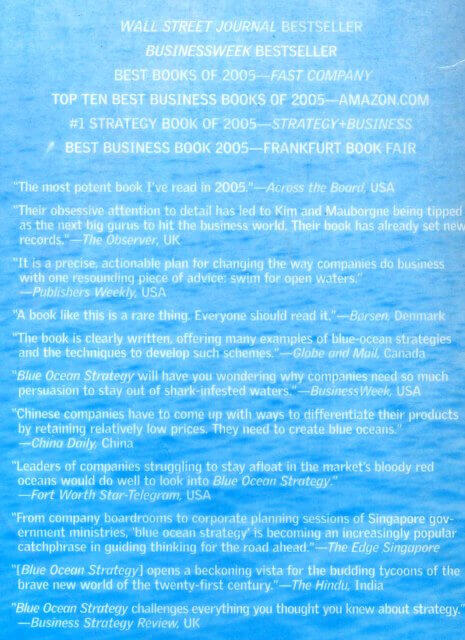 WALL STREET JOURNAL BESTSELLER
BUSINESSWEEK BESTSELLER
BEST BOOKS OF 2005—FAST COMPANY
TOP TEN BEST BUSINESS BOOKS OF 2005—AMAZON.COM
#1 STRATEGY BOOK OF 2005—STRATEGY+BUSINESS
BEST BUSINESS BOOK 2005—FRANKFURT BOOK FAIR
"The most potent book I've read in 2005."—Across the Board, USA
"Their obsessive attention to detail has led to Kim and Mauborgne being tipped
as the next big gurus to hit the business world. Their book has already set new
records."—The Observer, UK
"It is a precise, actionable plan for changing the way companies do business
with one resounding piece of advice: swim for open waters."
—Publishers Weekly, USA
"A book like this is a rare thing. Everyone should read it."—Børsen, Denmark
"The book is clearly written, offering many examples of blue-ocean strategies
and the techniques to develop such schemes."—Globe and Mail, Canada
"Blue Ocean Strategy will have you wondering why companies need so much
persuasion to stay out of shark-infested waters."—BusinessWeek, USA
"Chinese companies have to come up with ways to differentiate their products
by retaining relatively low prices. They need to create blue oceans."
—China Daily, China
"Leaders of companies struggling to stay afloat in the market's bloody red
oceans would do well to look into Blue Ocean Strategy."
—Fort Worth Star-Telegram, USA
"From company boardrooms to corporate planning sessions of Singapore gov-
ernment ministries, 'blue ocean strategy' is becoming an increasingly popular
catchphrase in guiding thinking for the road ahead."—The Edge Singapore
"[Blue Ocean Strategy] opens a beckoning vista for the budding tycoons of the
brave new world of the twenty-first century."—The Hindu, India
"Blue Ocean Strategy challenges everything you thought you knew about strategy."
—Business Strategy Review, UK